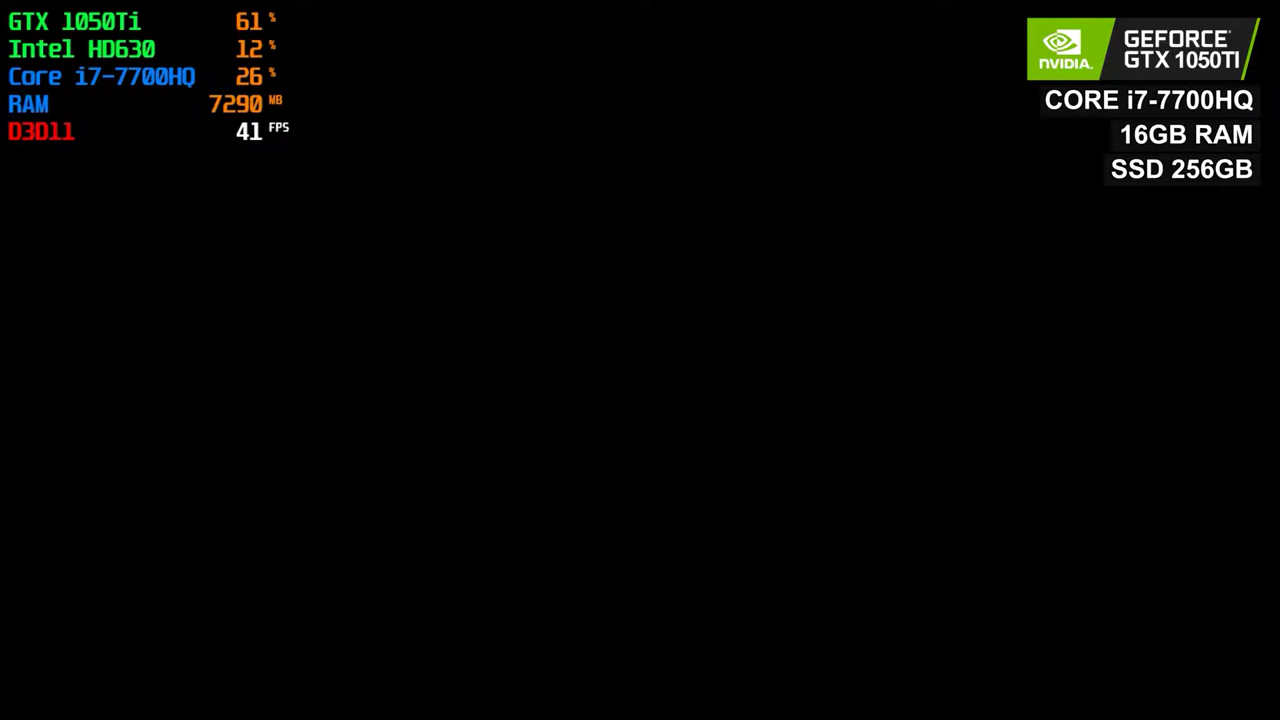 GTX 1050Ti 61 %
Intel HD630 12 %
Core i7-7700HQ 26 %
RAM 7290 MB
D3D11 41 FPS
NVIDIA.
GEFORCE
GTX 1050TI
CORE i7-7700HQ
16GB RAM
SSD 256GB